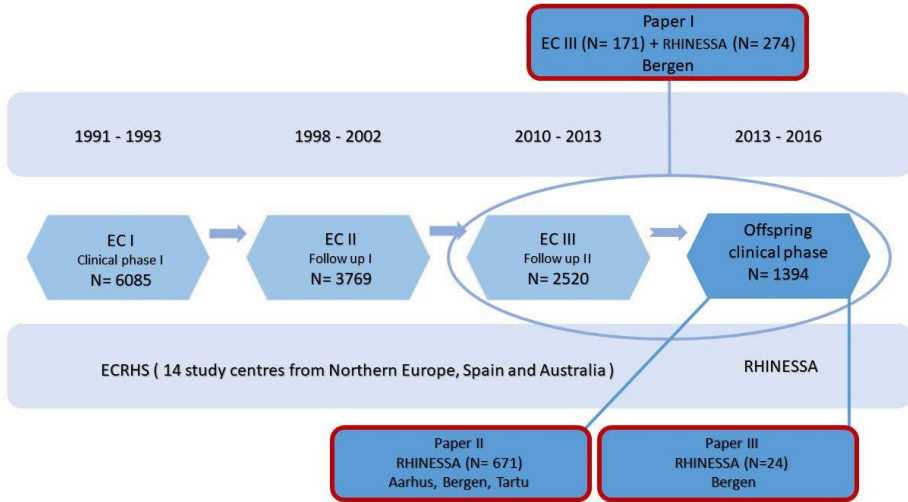 Paper I
EC III (N= 171) + RHINESSA (N= 274)
Bergen
1991 - 1993
1998 - 2002
2010 - 2013
2013 - 2016
EC I
Clinical phase I
N= 6085
EC II
Follow up I
N= 3769
EC III
Follow up II
N= 2520
Offspring
clinical phase
N= 1394
ECRHS ( 14 study centres from Northern Europe, Spain and Australia )
RHINESSA
Paper II
RHINESSA (N= 671)
Aarhus, Bergen, Tartu
Paper III
RHINESSA (N=24)
Bergen